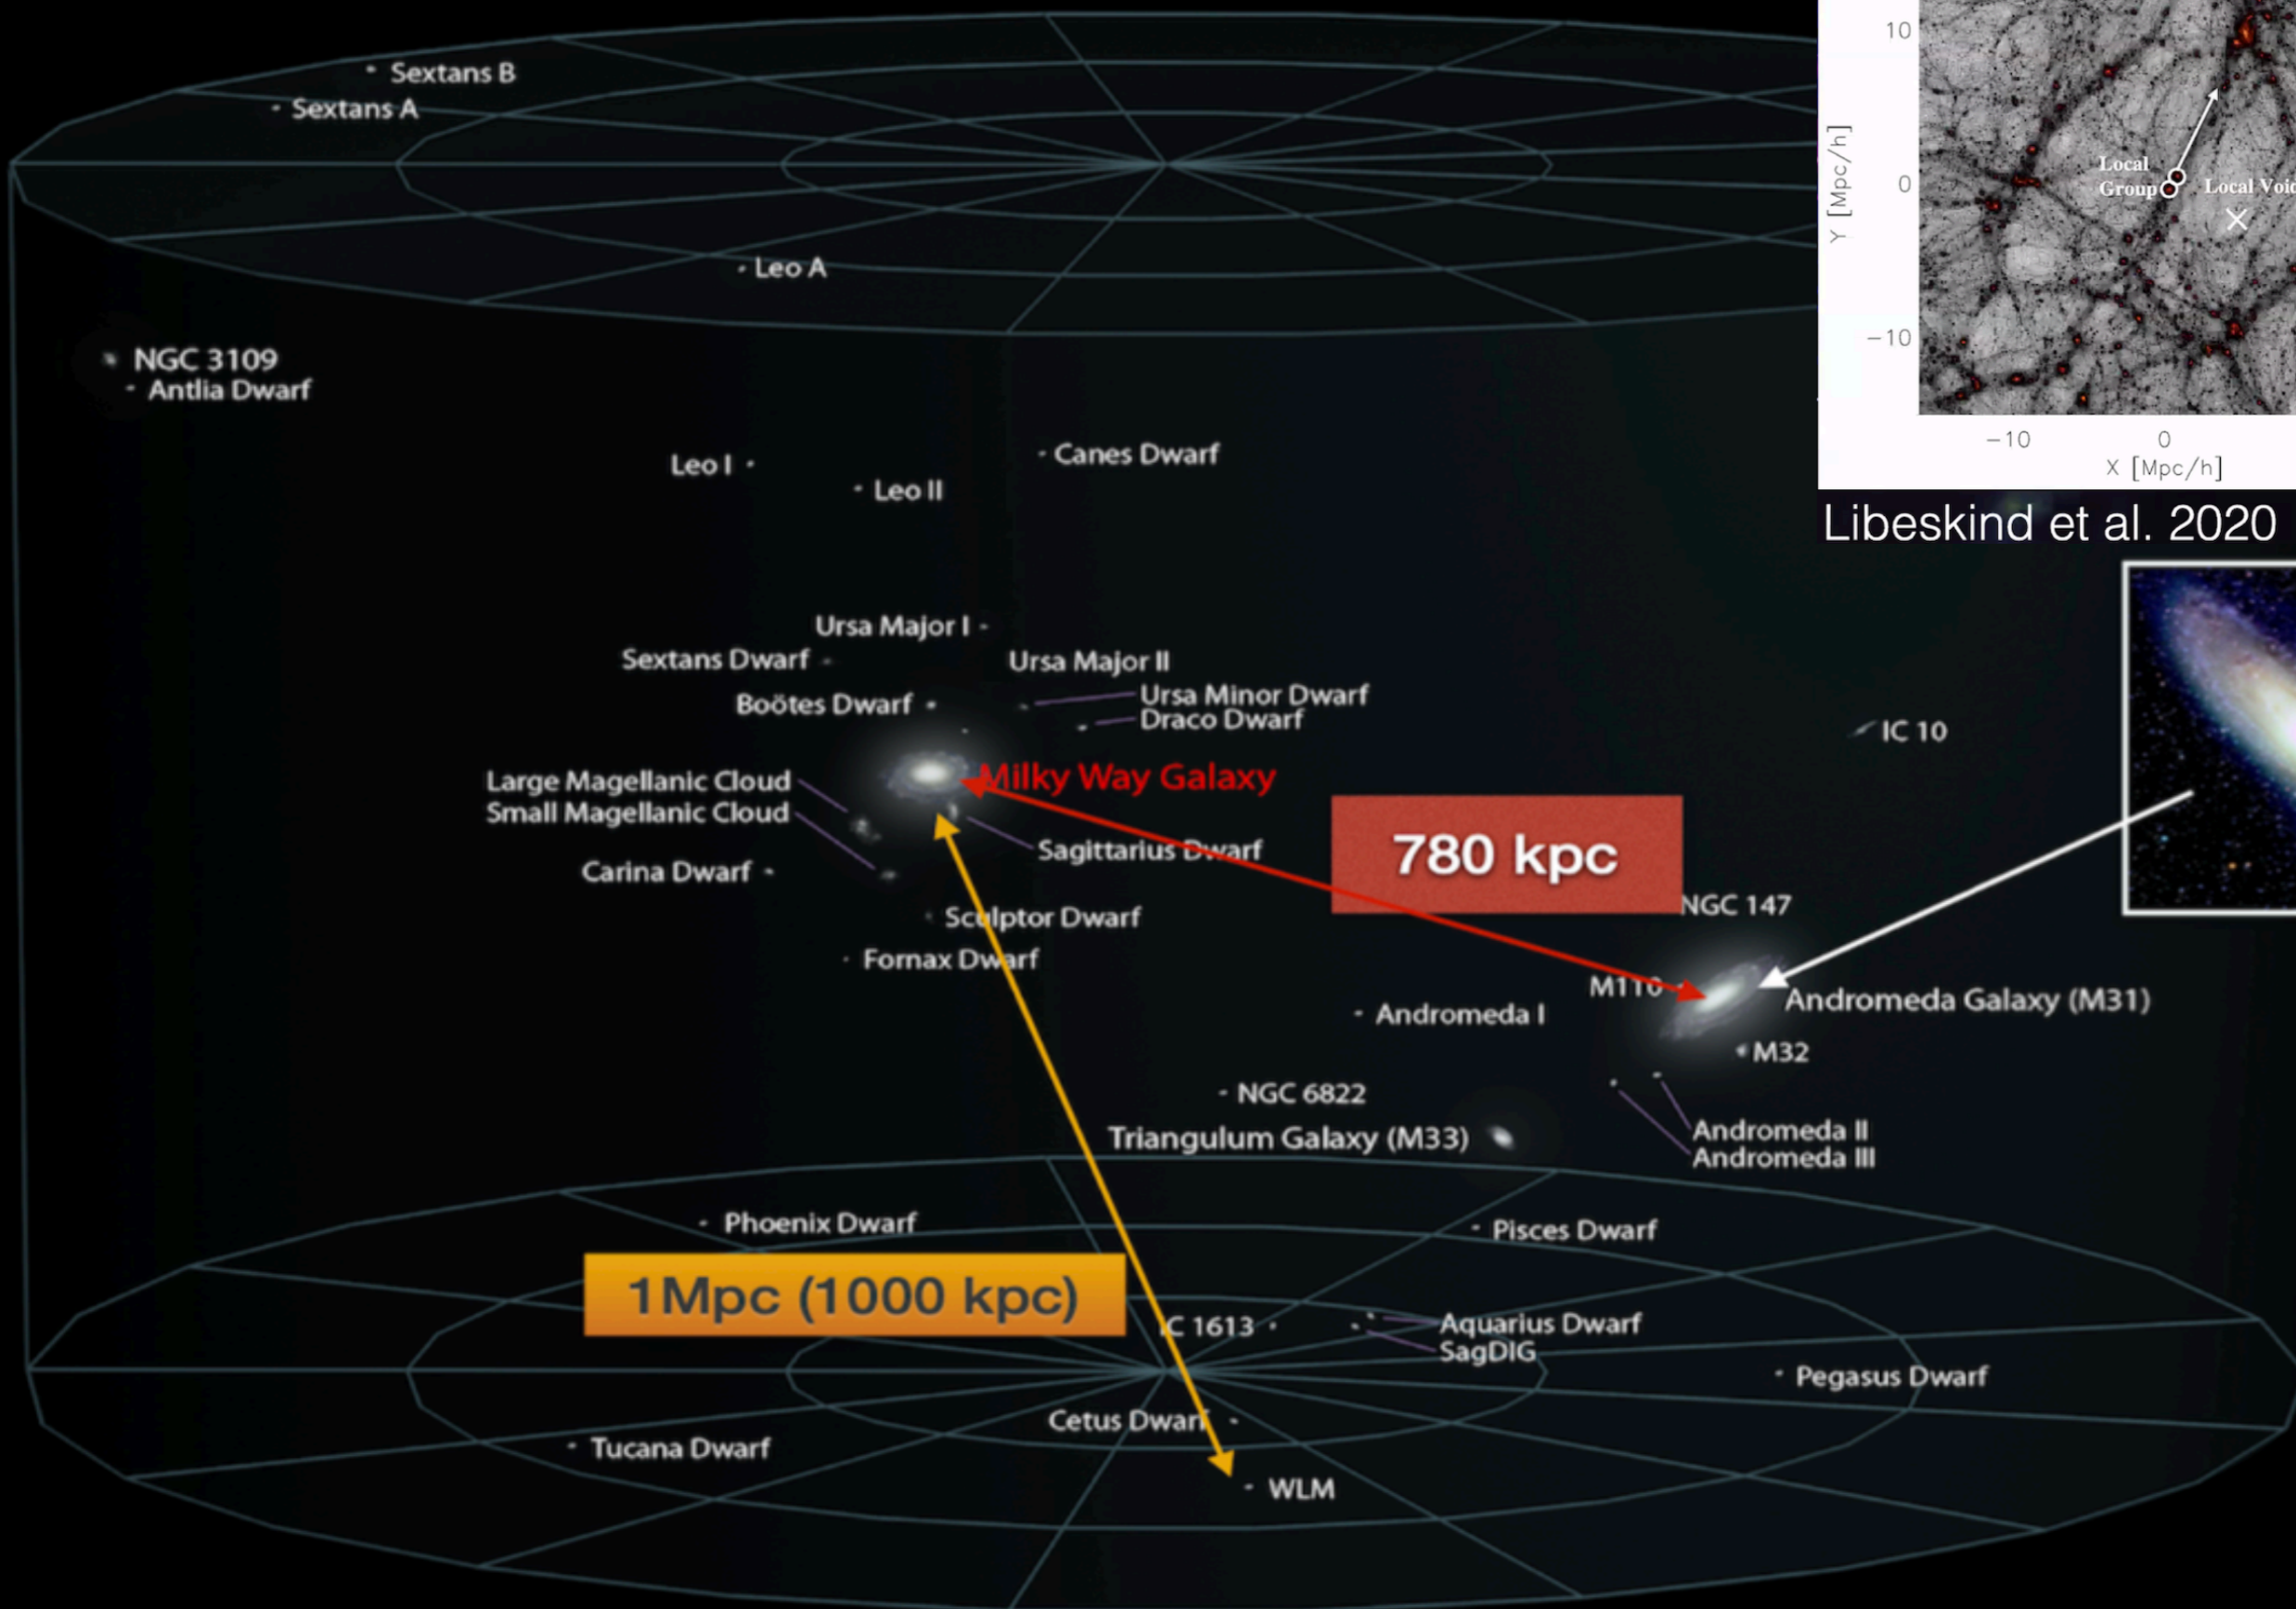 Sextans B
Sextans A
Leo A
NGC 3109
Antlia Dwarf
Leo I
Leo II
Canes Dwarf
Ursa Major I
Sextans Dwarf
Ursa Major II
Boötes Dwarf
Ursa Minor Dwarf
Draco Dwarf
IC 10
Large Magellanic Cloud
Small Magellanic Cloud
Milky Way Galaxy
Sagittarius Dwarf
780 kpc
Carina Dwarf
NGC 147
Sculptor Dwarf
Fornax Dwarf
M110
Andromeda Galaxy (M31)
Andromeda I
M32
NGC 6822
Triangulum Galaxy (M33)
Andromeda II
Andromeda III
Phoenix Dwarf
Pisces Dwarf
1Mpc (1000 kpc)
IC 1613
Aquarius Dwarf
SagDIG
Pegasus Dwarf
Cetus Dwarf
Tucana Dwarf
WLM
10
0
-10
Y [Mpc/h]
Local
Group
Local Void
-10
0
X [Mpc/h]
Libeskind et al. 2020